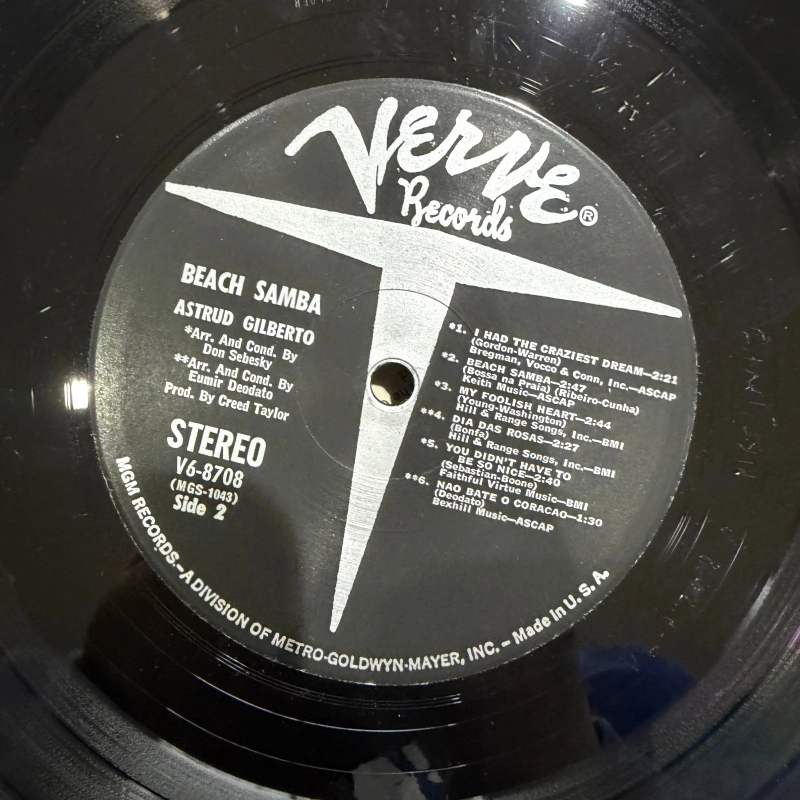 Verve®
Records
BEACH SAMBA
ASTRUD GILBERTO
*Arr. And Cond. By
Don Sebesky
**Arr. And Cond. By
Eumir Deodato
Prod. By Creed Taylor
STEREO
V6-8708
(MGS-1043)
Side 2
*1. I HAD THE CRAZIEST DREAM—2:21
(Gordon-Warren)
Bregman, Vocco & Conn, Inc.—ASCAP
*2. BEACH SAMBA—2:47
(Bossa na Praia) (Ribeiro-Cunha)
Keith Music—ASCAP
*3. MY FOOLISH HEART—2:44
(Young-Washington)
Hill & Range Songs, Inc.—BMI
**4. DIA DAS ROSAS—2:27
(Bonfa)
Hill & Range Songs, Inc.—BMI
*5. YOU DIDN'T HAVE TO
BE SO NICE—2:40
(Sebastian-Boone)
Faithful Virtue Music—BMI
**6. NAO BATE O CORACAO—1:30
(Deodato)
Bexhill Music—ASCAP
MGM RECORDS—A DIVISION OF METRO-GOLDWYN-MAYER, INC. – Made in U. S. A.